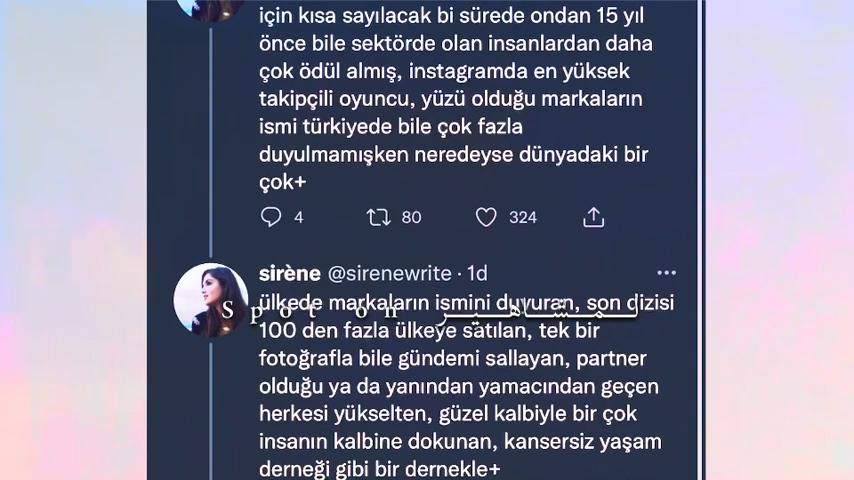 için kısa sayılacak bi sürede ondan 15 yıl
önce bile sektörde olan insanlardan daha
çok ödül almış, instagramda en yüksek
takipçili oyuncu, yüzü olduğu markaların
ismi türkiyede bile çok fazla
duyulmamışken neredeyse dünyadaki bir
çok+
4 80 324
sirène @sirenewrite · 1d
ülkede markaların ismini duyuran, son dizisi
Spot on لمشاهير
100 den fazla ülkeye satılan, tek bir
fotoğrafla bile gündemi sallayan, partner
olduğu ya da yanından yamacından geçen
herkesi yükselten, güzel kalbiyle bir çok
insanın kalbine dokunan, kansersiz yaşam
derneği gibi bir dernekle+